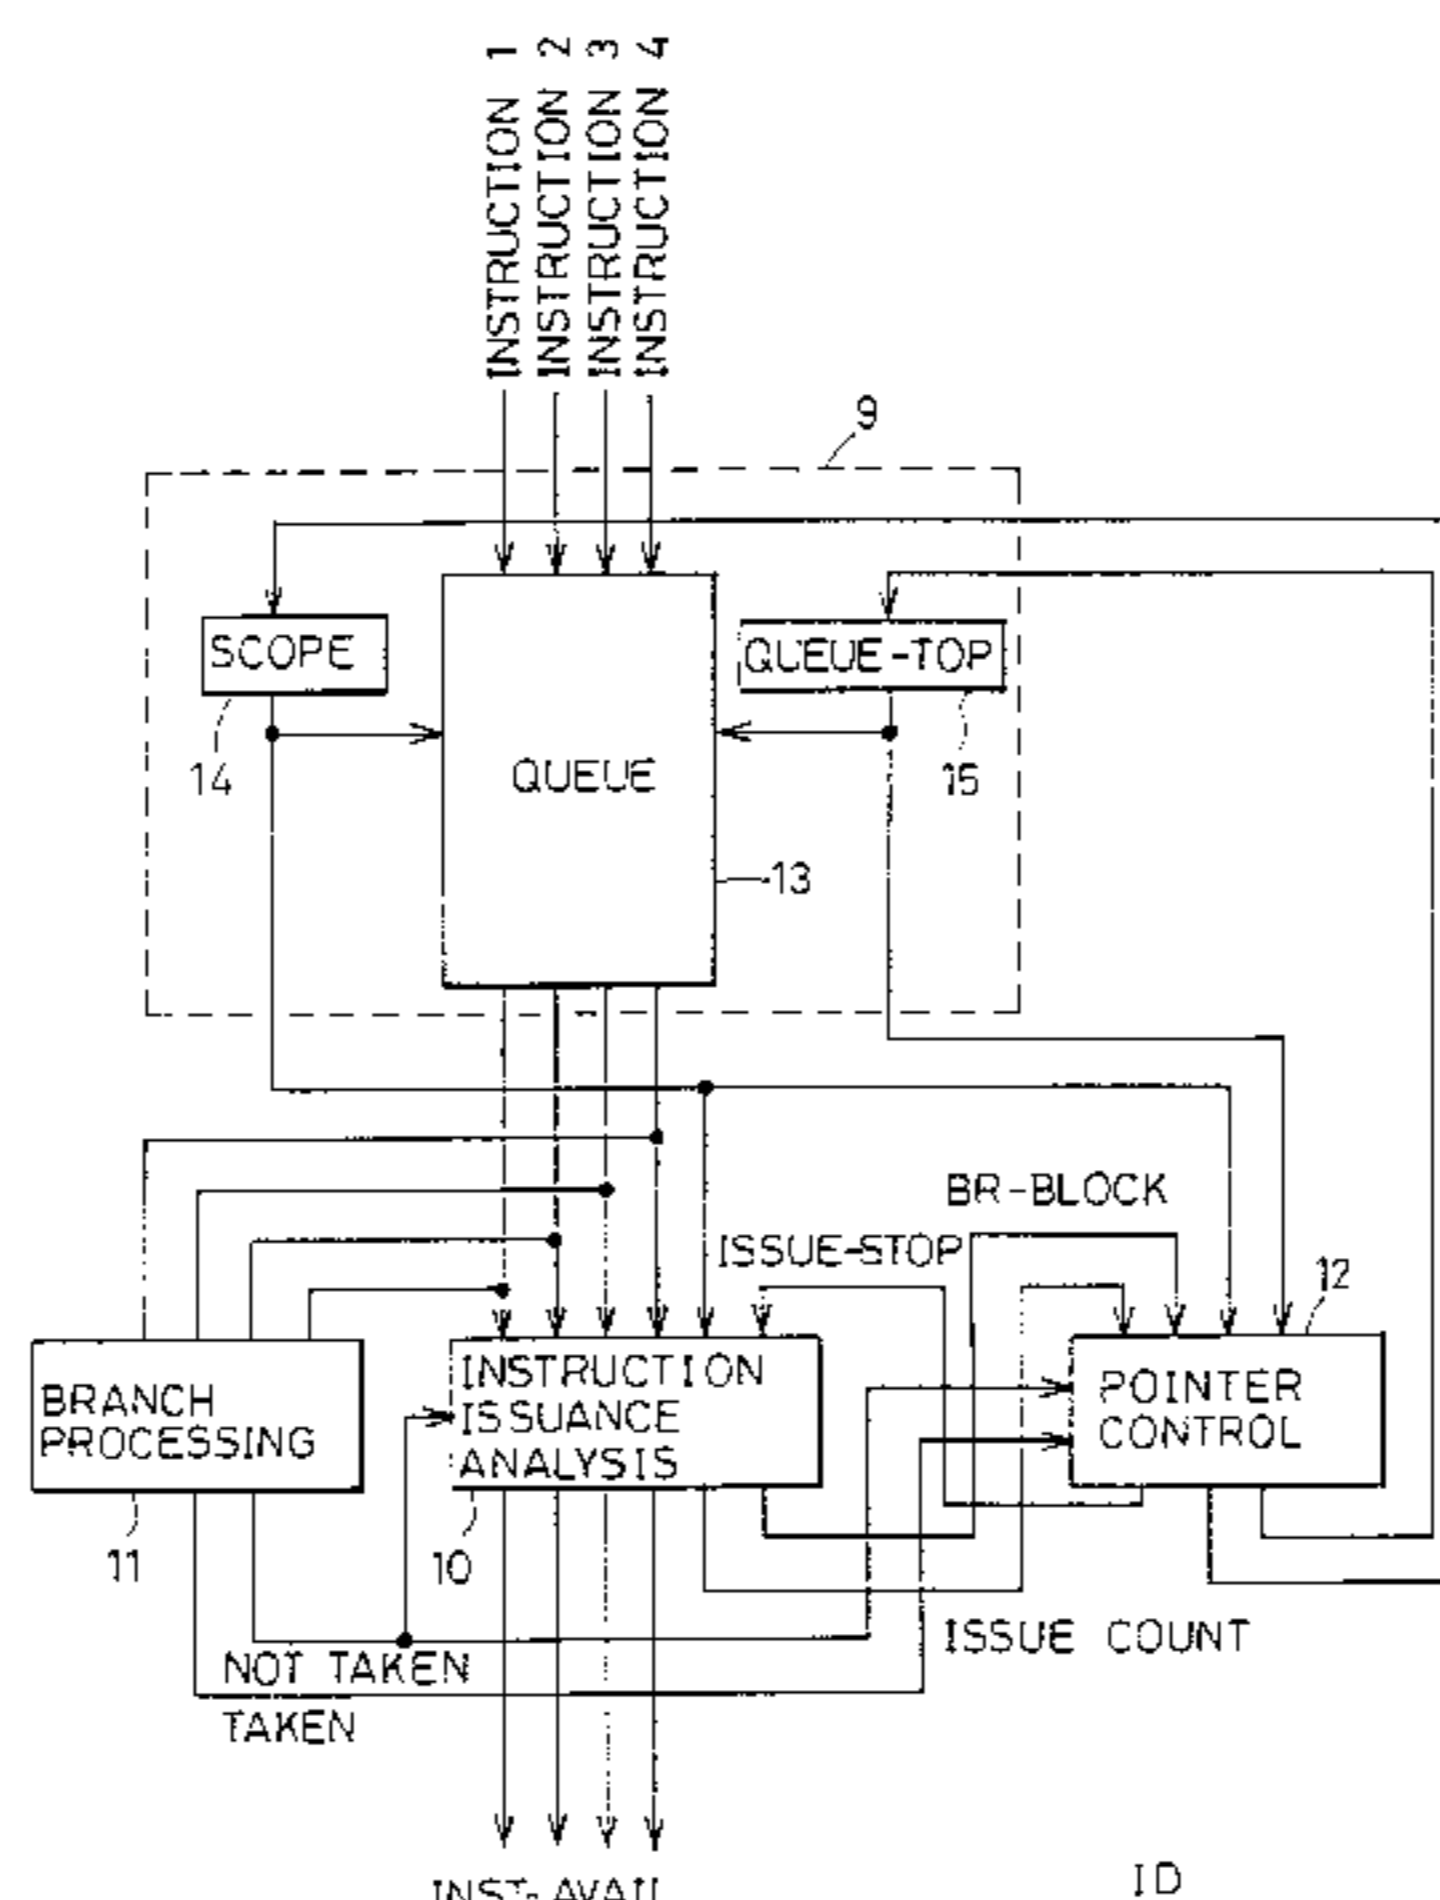 INSTRUCTION 1
INSTRUCTION 2
INSTRUCTION 3
INSTRUCTION 4
9
SCOPE
QUEUE-TOP
14
QUEUE
15
13
BR-BLOCK
ISSUE-STOP
12
BRANCH
PROCESSING
INSTRUCTION
ISSUANCE
ANALYSIS
POINTER
CONTROL
11
10
ISSUE COUNT
NOT TAKEN
TAKEN
ID